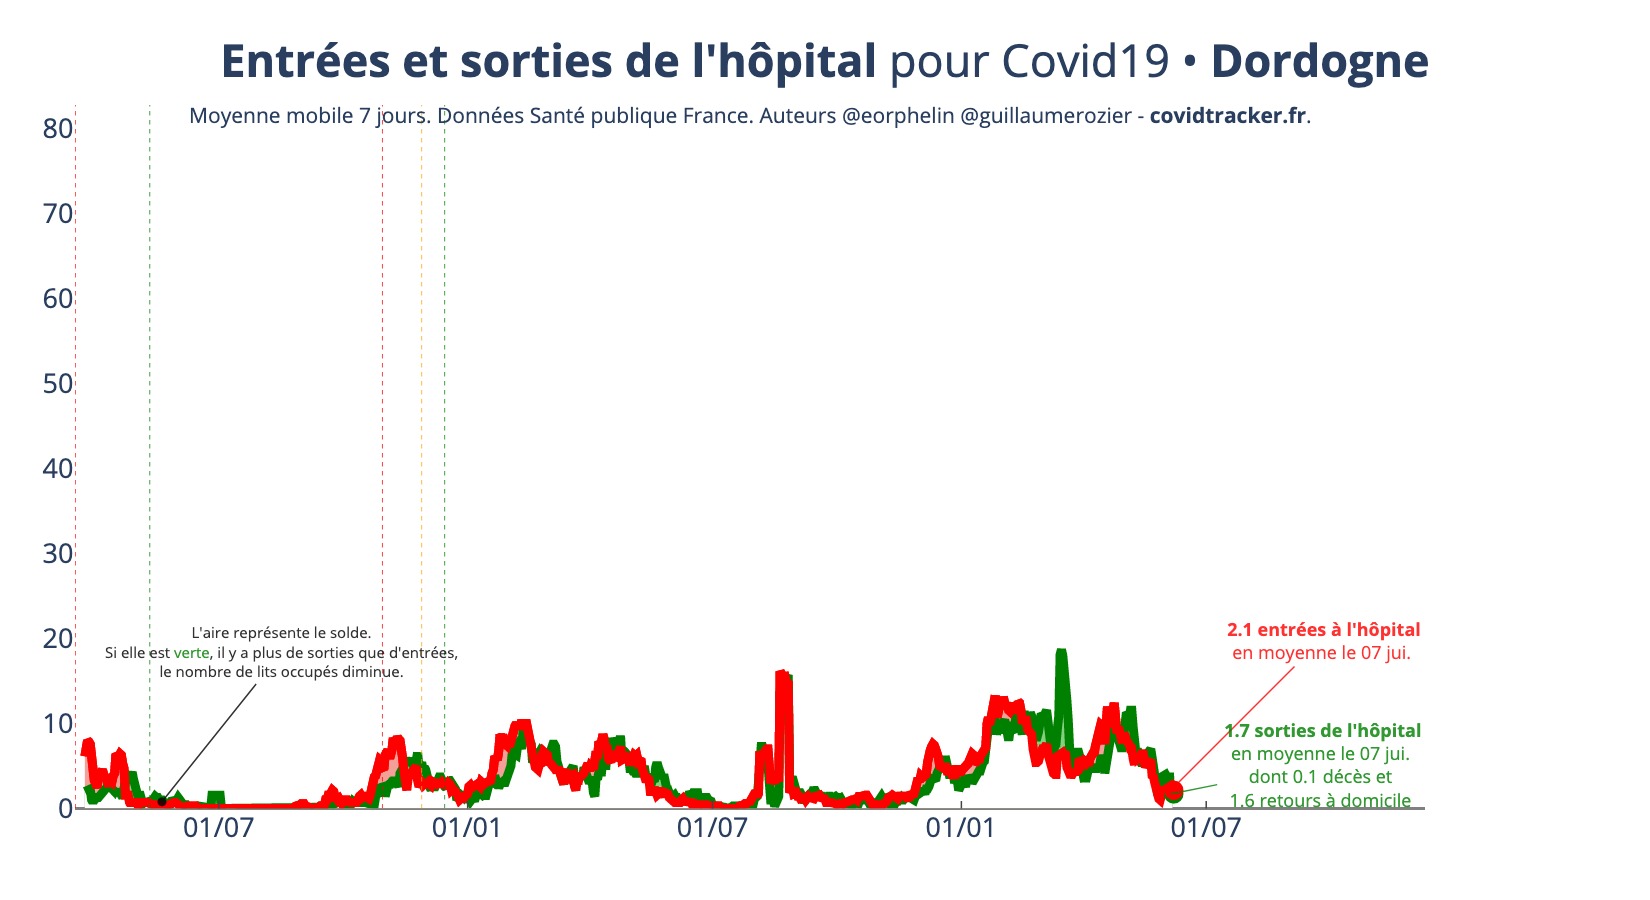 Entrées et sorties de l'hôpital pour Covid19 • Dordogne
Moyenne mobile 7 jours. Données Santé publique France. Auteurs @eorphelin @guillaumerozier - covidtracker.fr.
80
70
60
50
40
30
20
10
0
L'aire représente le solde.
Si elle est verte, il y a plus de sorties que d'entrées,
le nombre de lits occupés diminue.
2.1 entrées à l'hôpital
en moyenne le 07 jui.
1.7 sorties de l'hôpital
en moyenne le 07 jui.
dont 0.1 décès et
1.6 retours à domicile
01/07
01/01
01/07
01/01
01/07